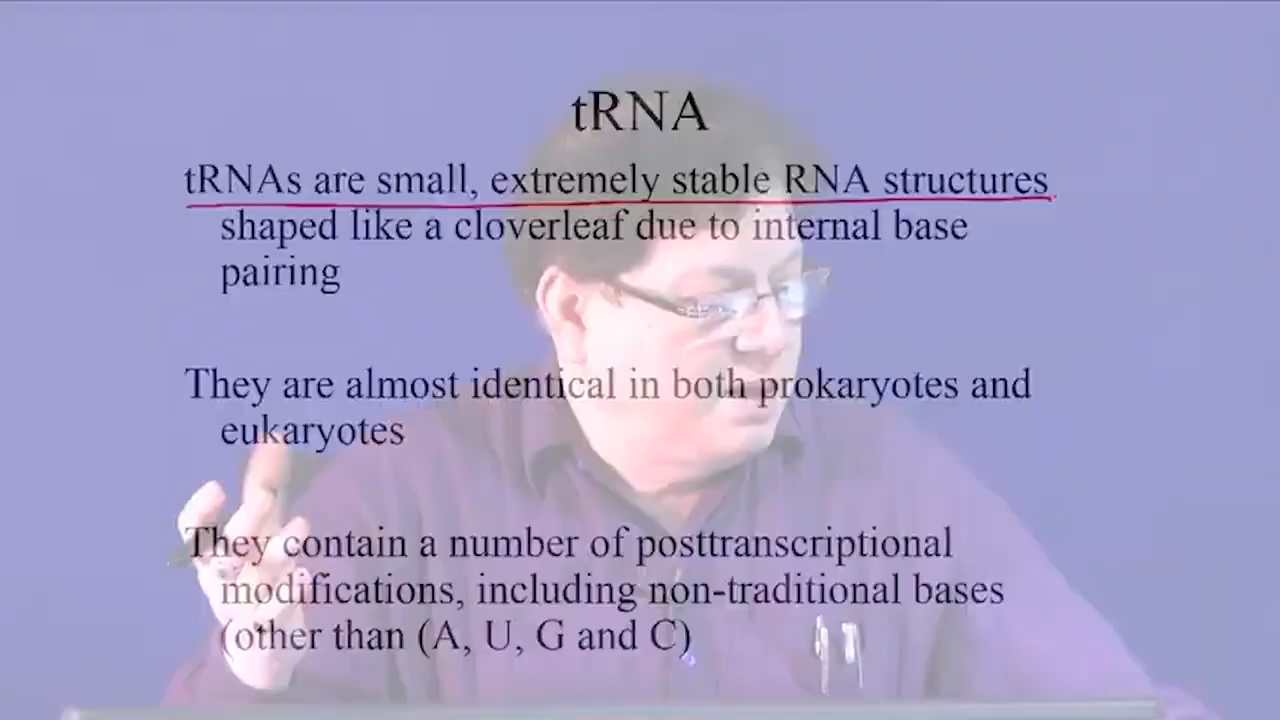 tRNA
tRNAs are small, extremely stable RNA structures
shaped like a cloverleaf due to internal base
pairing
They are almost identical in both prokaryotes and
eukaryotes
They contain a number of posttranscriptional
modifications, including non-traditional bases
(other than (A, U, G and C)